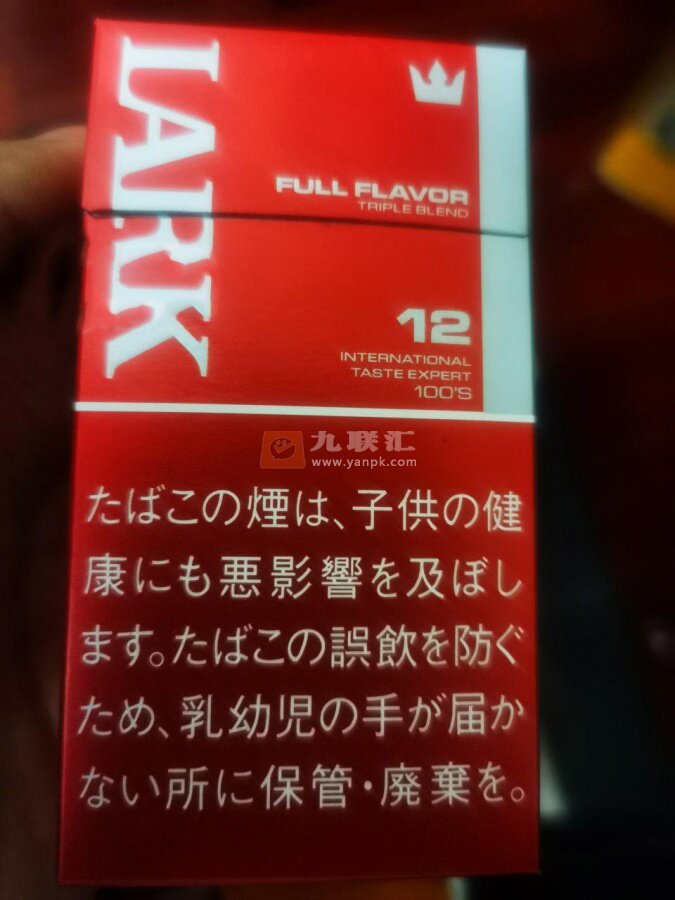 LARK
FULL FLAVOR
TRIPLE BLEND
12
INTERNATIONAL
TASTE EXPERT
100'S
九联汇
www.yanpk.com
たばこの煙は、子供の健
康にも悪影響を及ぼし
ます。たばこの誤飲を防ぐ
ため、乳幼児の手が届か
ない所に保管・廃棄を。